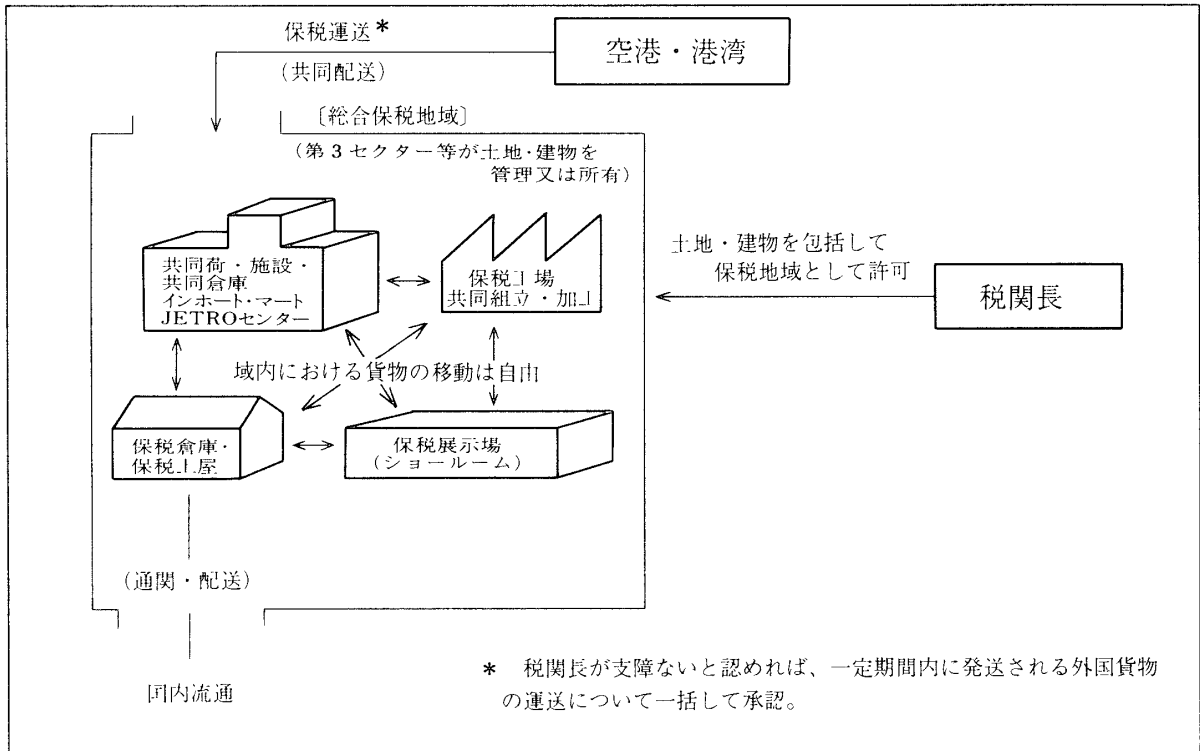 保税運送*
(共同配送)
空港・港湾
〔総合保税地域〕
(第3セクター等が土地・建物を
管理又は所有)
共同荷・施設・
共同倉庫
インホート・マート
JETROセンター
保税工場
共同組立・加工
土地・建物を包括して
保税地域として許可
税関長
域内における貨物の移動は自由
保税倉庫・
保税上屋
保税展示場
(ショールーム)
(通関・配送)
国内流通
* 税関長が支障ないと認めれば、一定期間内に発送される外国貨物
の運送について一括して承認。